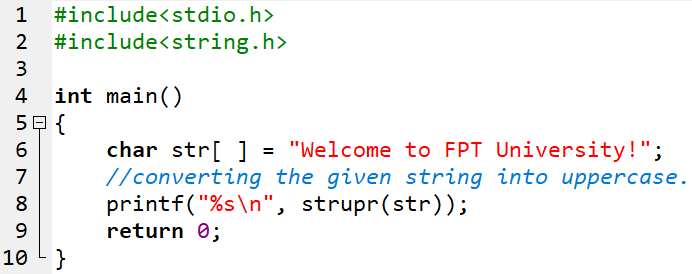 1 #include<stdio.h>
2 #include<string.h>
3
4 int main()
5 {
6 char str[ ] = "Welcome to FPT University!";
7 //converting the given string into uppercase.
8 printf("%s\n", strupr(str));
9 return 0;
10 }